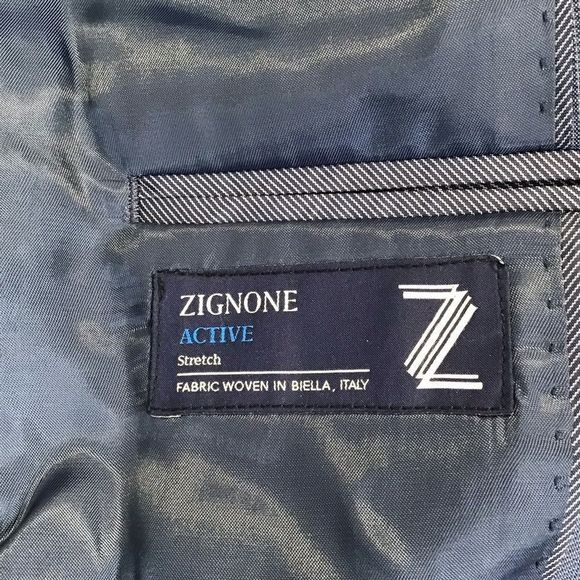 ZIGNONE
ACTIVE
Stretch
FABRIC WOVEN IN BIELLA, ITALY
Z